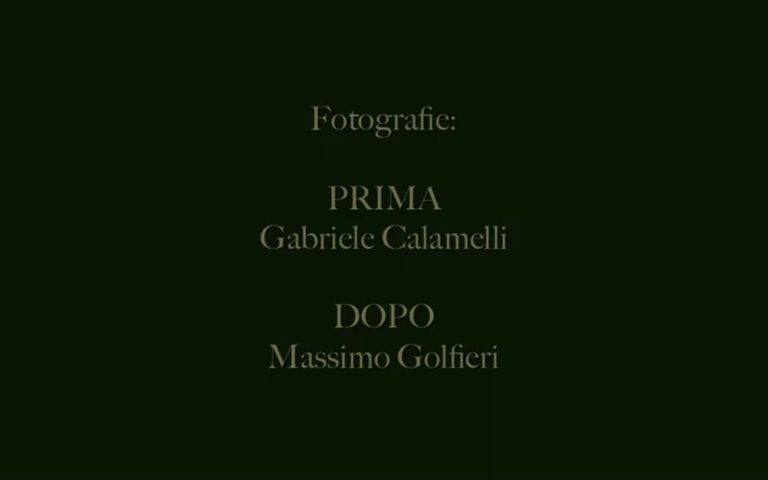 Fotografie:
PRIMA
Gabriele Calamelli
DOPO
Massimo Golfieri